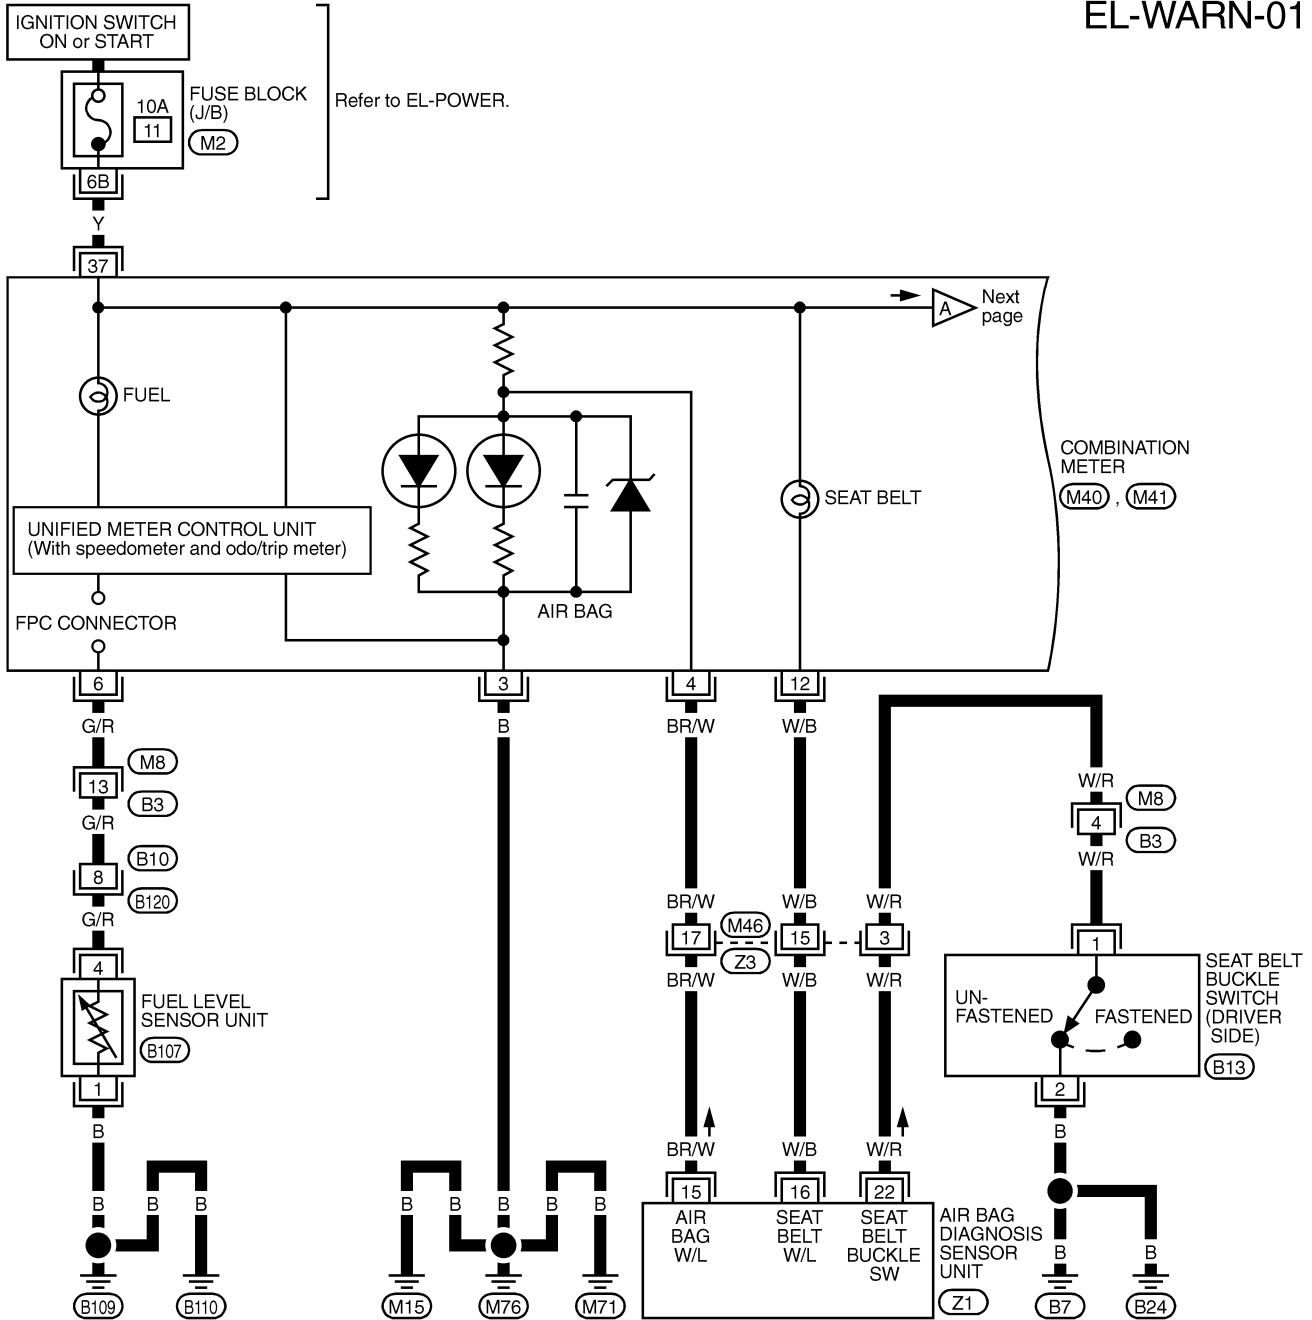 EL-WARN-01
IGNITION SWITCH
ON or START
FUSE BLOCK
(J/B)
10A
11
M2
Refer to EL-POWER.
6B
Y
37
A
Next
page
FUEL
COMBINATION
METER
M40 , M41
SEAT BELT
UNIFIED METER CONTROL UNIT
(With speedometer and odo/trip meter)
AIR BAG
FPC CONNECTOR
6
3
4
12
G/R
B
BR/W
W/B
M8
13
B3
G/R
W/R
M8
4
B3
W/R
B10
8
B120
G/R
BR/W
W/B
W/R
17
M46
Z3
15
3
BR/W
W/B
W/R
4
FUEL LEVEL
SENSOR UNIT
B107
1
B
1
SEAT BELT
BUCKLE
SWITCH
(DRIVER
SIDE)
B13
UN-
FASTENED
FASTENED
2
B
BR/W
W/B
W/R
15
16
22
AIR
BAG
W/L
SEAT
BELT
W/L
SEAT
BELT
BUCKLE
SW
AIR BAG
DIAGNOSIS
SENSOR
UNIT
Z1
B
B
B
B
B
B
B
B
B
B
B109
B110
M15
M76
M71
B7
B24